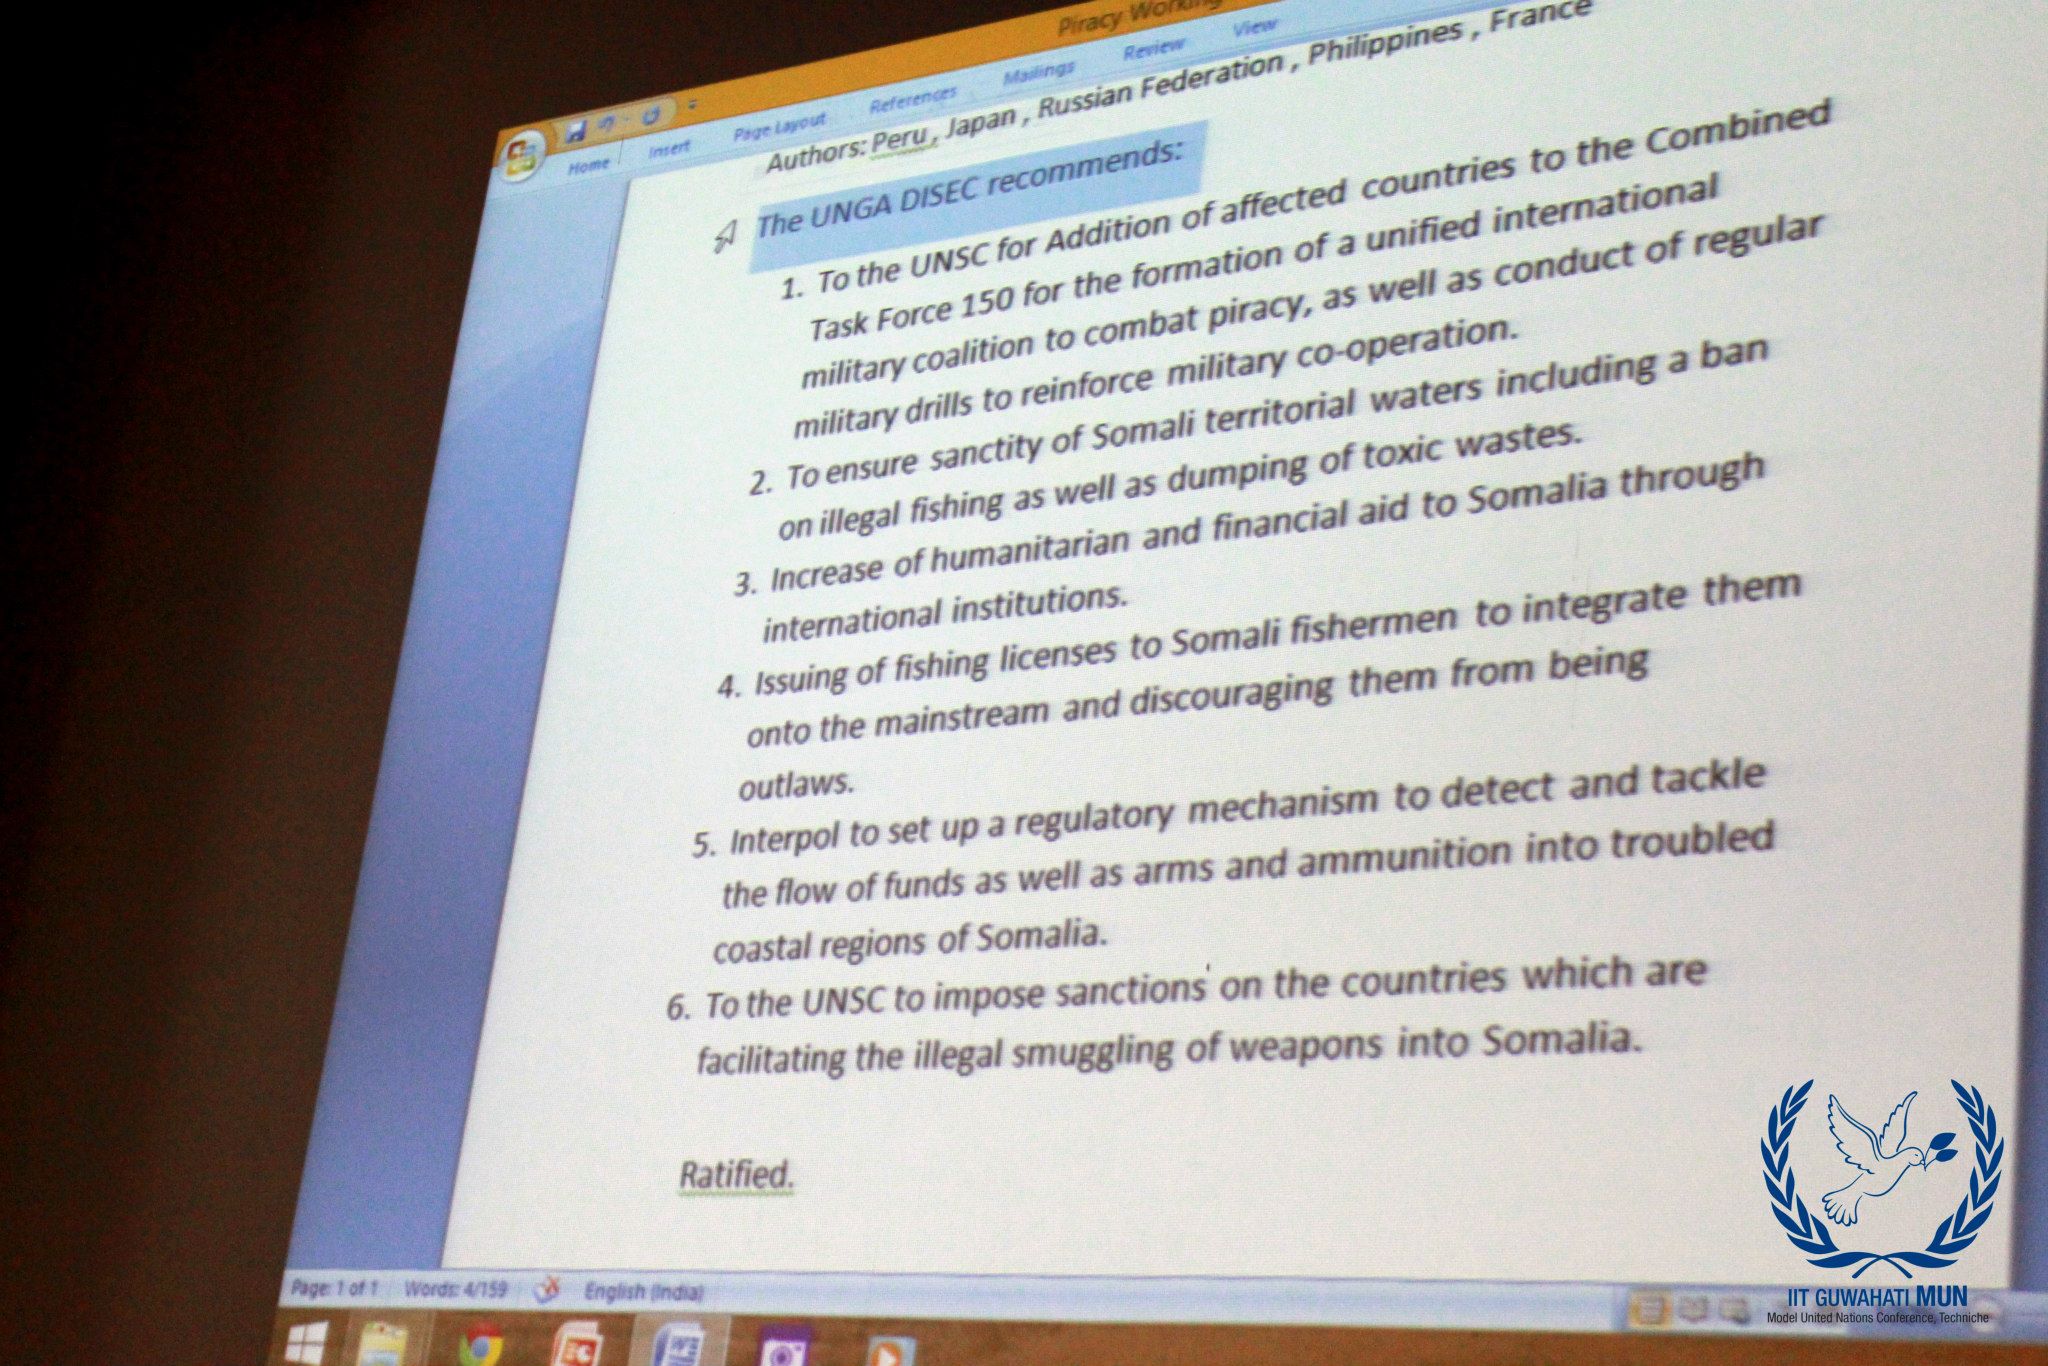 Piracy Working
Home Insert Page Layout References Mailings Review View
Authors: Peru , Japan , Russian Federation , Philippines , France
The UNGA DISEC recommends:
1. To the UNSC for Addition of affected countries to the Combined
Task Force 150 for the formation of a unified international
military coalition to combat piracy, as well as conduct of regular
military drills to reinforce military co-operation.
2. To ensure sanctity of Somali territorial waters including a ban
on illegal fishing as well as dumping of toxic wastes.
3. Increase of humanitarian and financial aid to Somalia through
international institutions.
4. Issuing of fishing licenses to Somali fishermen to integrate them
onto the mainstream and discouraging them from being
outlaws.
5. Interpol to set up a regulatory mechanism to detect and tackle
the flow of funds as well as arms and ammunition into troubled
coastal regions of Somalia.
6. To the UNSC to impose sanctions on the countries which are
facilitating the illegal smuggling of weapons into Somalia.
Ratified.
Page: 1 of 1 Words: 4/159 English (India)
IIT GUWAHATI MUN
Model United Nations Conference, Techniche